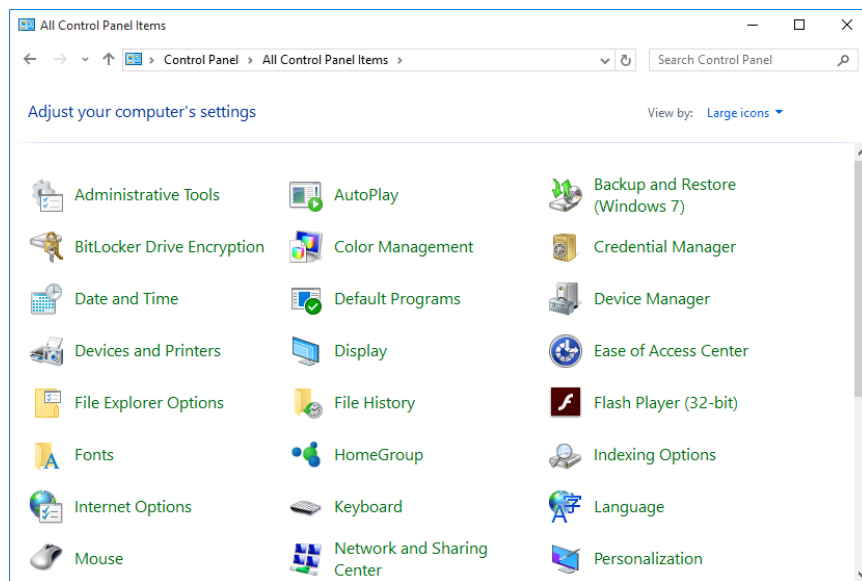 All Control Panel Items
Control Panel > All Control Panel Items >
Search Control Panel
Adjust your computer's settings
View by: Large icons
Administrative Tools
AutoPlay
Backup and Restore
(Windows 7)
BitLocker Drive Encryption
Color Management
Credential Manager
Date and Time
Default Programs
Device Manager
Devices and Printers
Display
Ease of Access Center
File Explorer Options
File History
Flash Player (32-bit)
Fonts
HomeGroup
Indexing Options
Internet Options
Keyboard
Language
Mouse
Network and Sharing
Center
Personalization